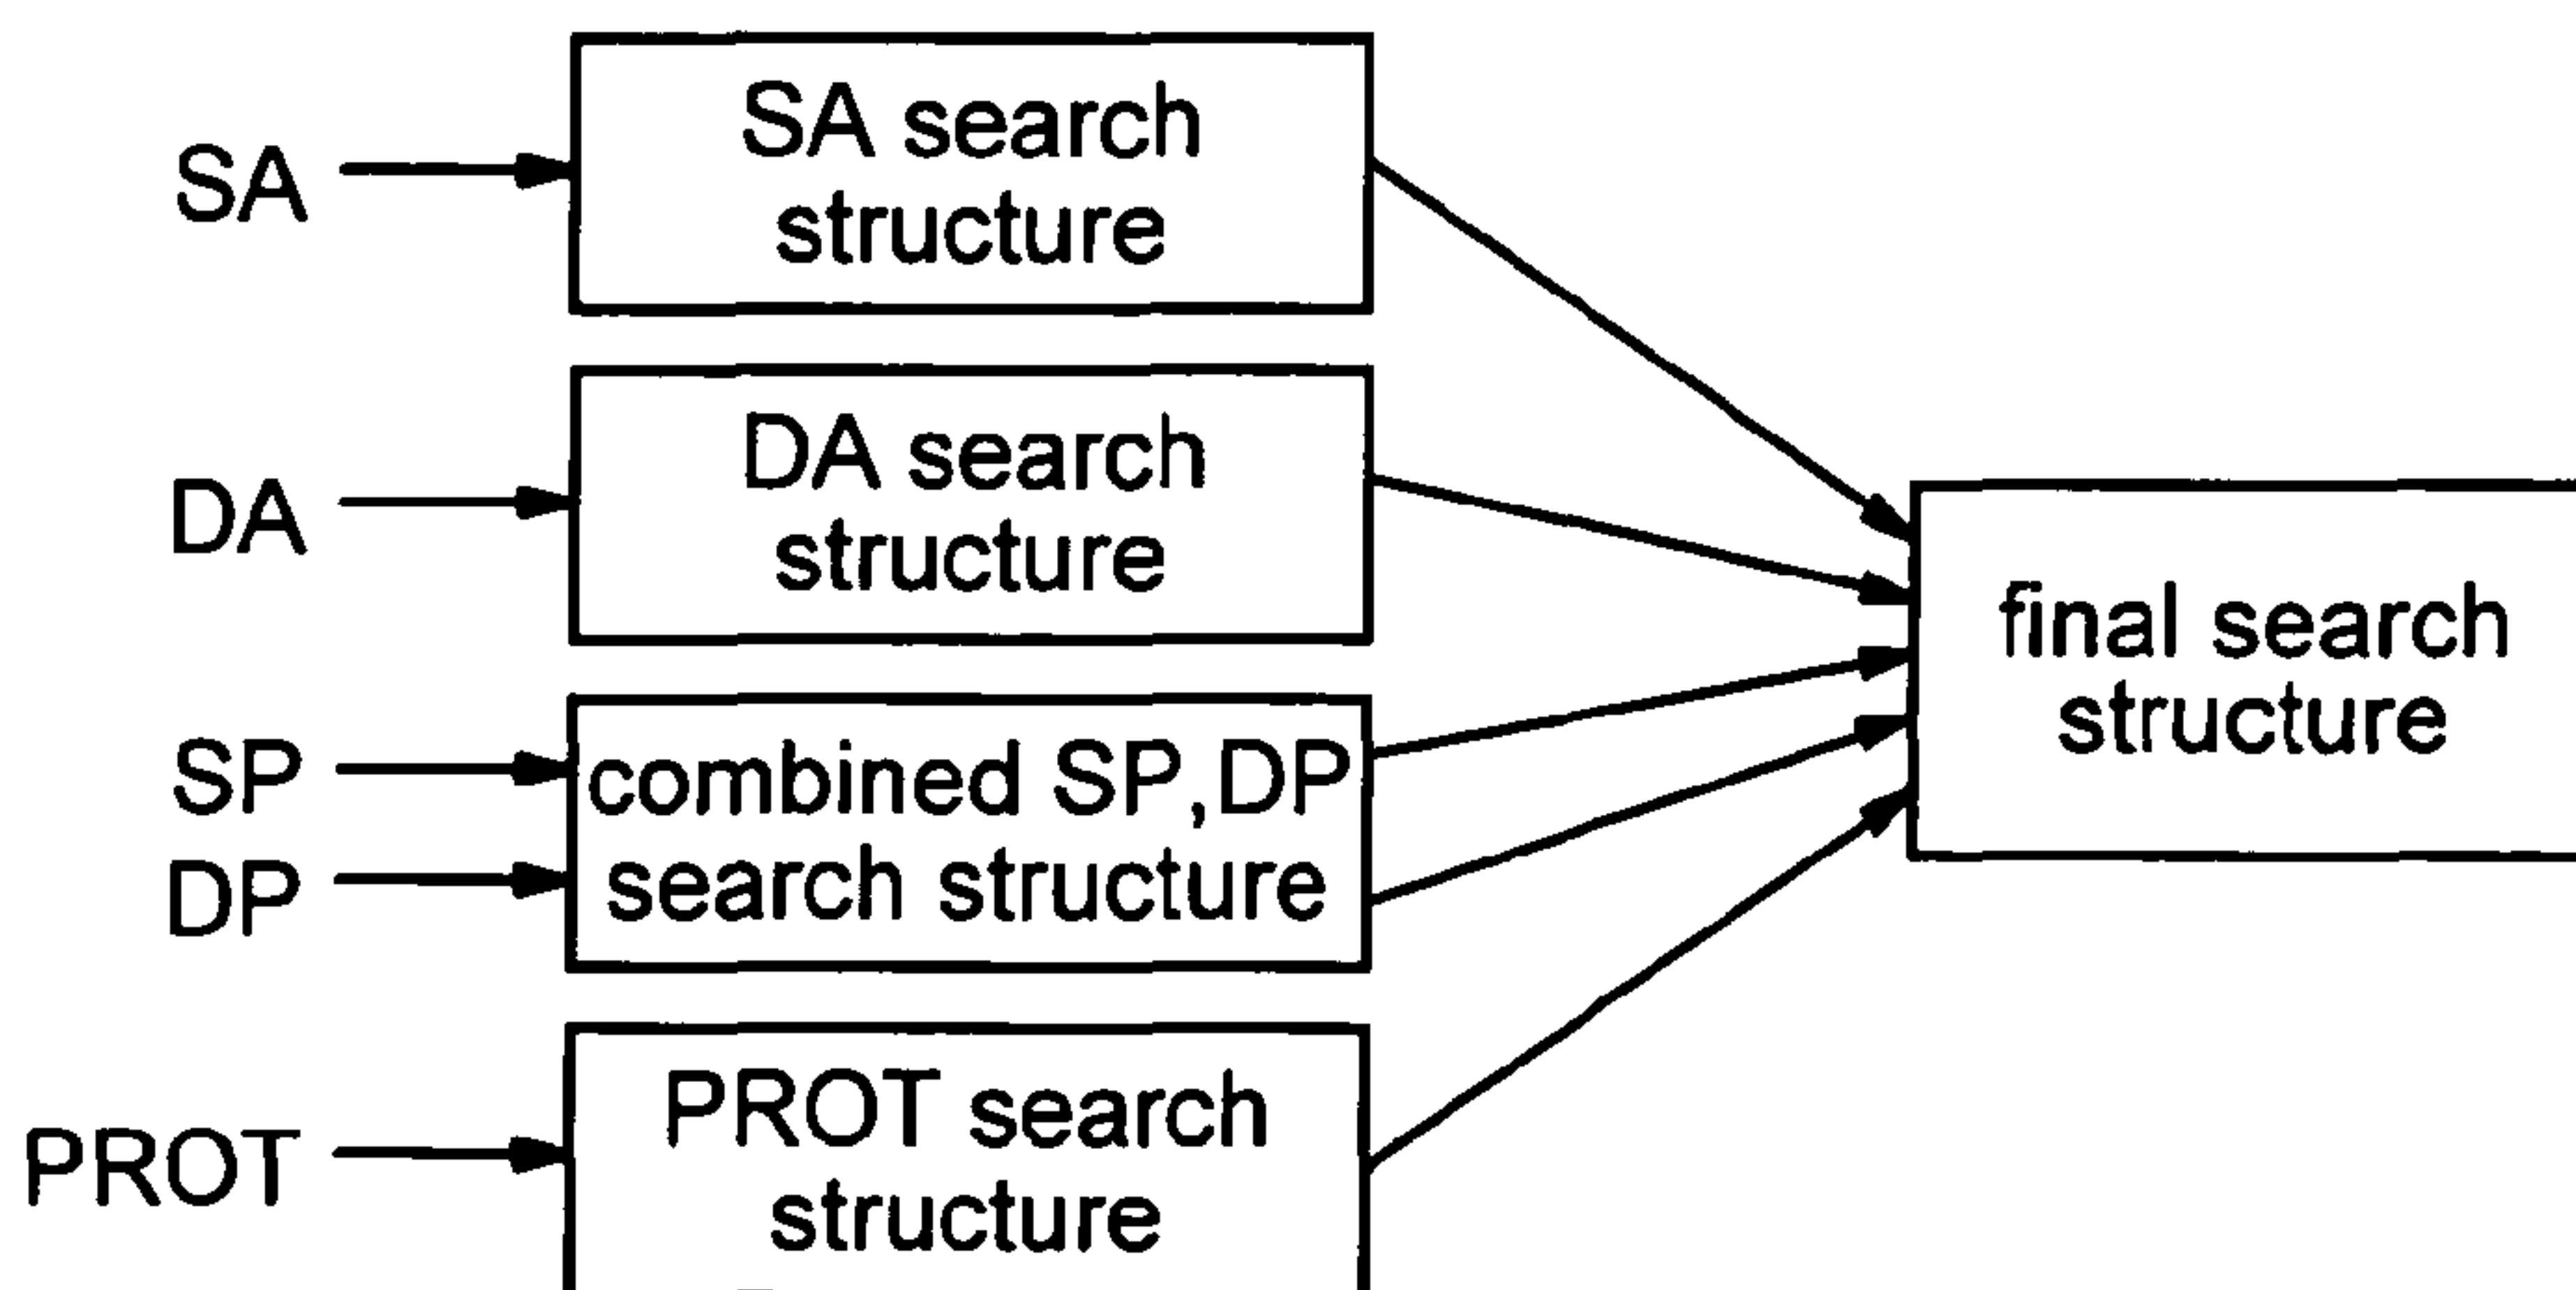 SA
SA search
structure
DA
DA search
structure
SP
DP
combined SP,DP
search structure
PROT
PROT search
structure
final search
structure